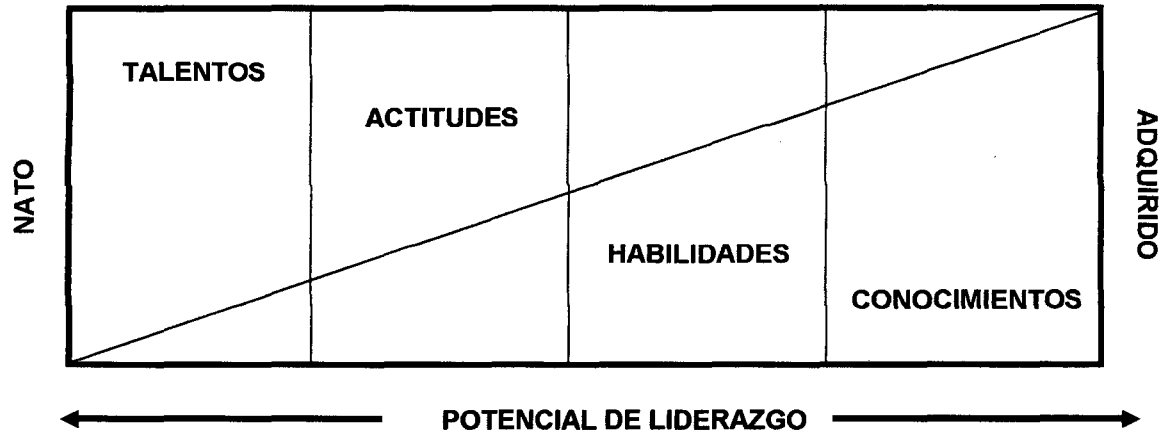 TALENTOS
ACTITUDES
NATO
ADQUIRIDO
HABILIDADES
CONOCIMIENTOS
POTENCIAL DE LIDERAZGO